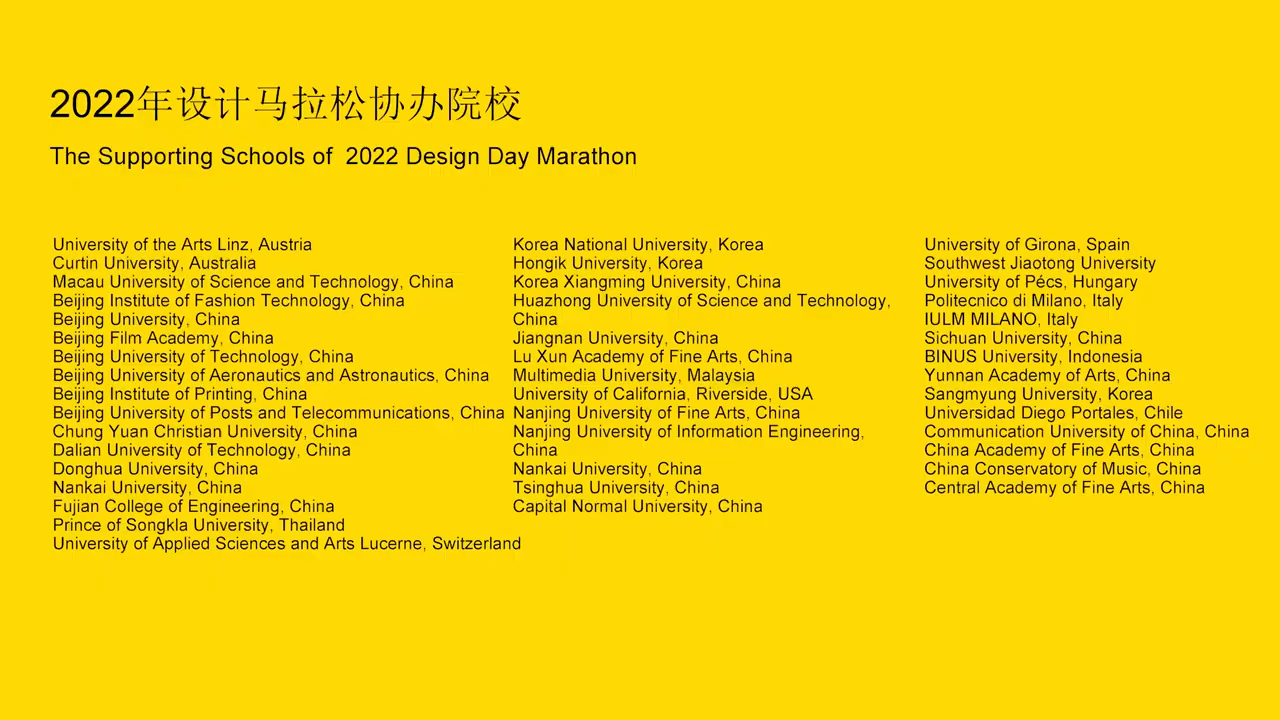 2022年设计马拉松协办院校
The Supporting Schools of  2022 Design Day Marathon
University of the Arts Linz, Austria
Curtin University, Australia
Macau University of Science and Technology, China
Beijing Institute of Fashion Technology, China
Beijing University, China
Beijing Film Academy, China
Beijing University of Technology, China
Beijing University of Aeronautics and Astronautics, China
Beijing Institute of Printing, China
Beijing University of Posts and Telecommunications, China
Chung Yuan Christian University, China
Dalian University of Technology, China
Donghua University, China
Nankai University, China
Fujian College of Engineering, China
Prince of Songkla University, Thailand
University of Applied Sciences and Arts Lucerne, Switzerland
Korea National University, Korea
Hongik University, Korea
Korea Xiangming University, China
Huazhong University of Science and Technology,
China
Jiangnan University, China
Lu Xun Academy of Fine Arts, China
Multimedia University, Malaysia
University of California, Riverside, USA
Nanjing University of Fine Arts, China
Nanjing University of Information Engineering,
China
Nankai University, China
Tsinghua University, China
Capital Normal University, China
University of Girona, Spain
Southwest Jiaotong University
University of Pécs, Hungary
Politecnico di Milano, Italy
IULM MILANO, Italy
Sichuan University, China
BINUS University, Indonesia
Yunnan Academy of Arts, China
Sangmyung University, Korea
Universidad Diego Portales, Chile
Communication University of China, China
China Academy of Fine Arts, China
China Conservatory of Music, China
Central Academy of Fine Arts, China